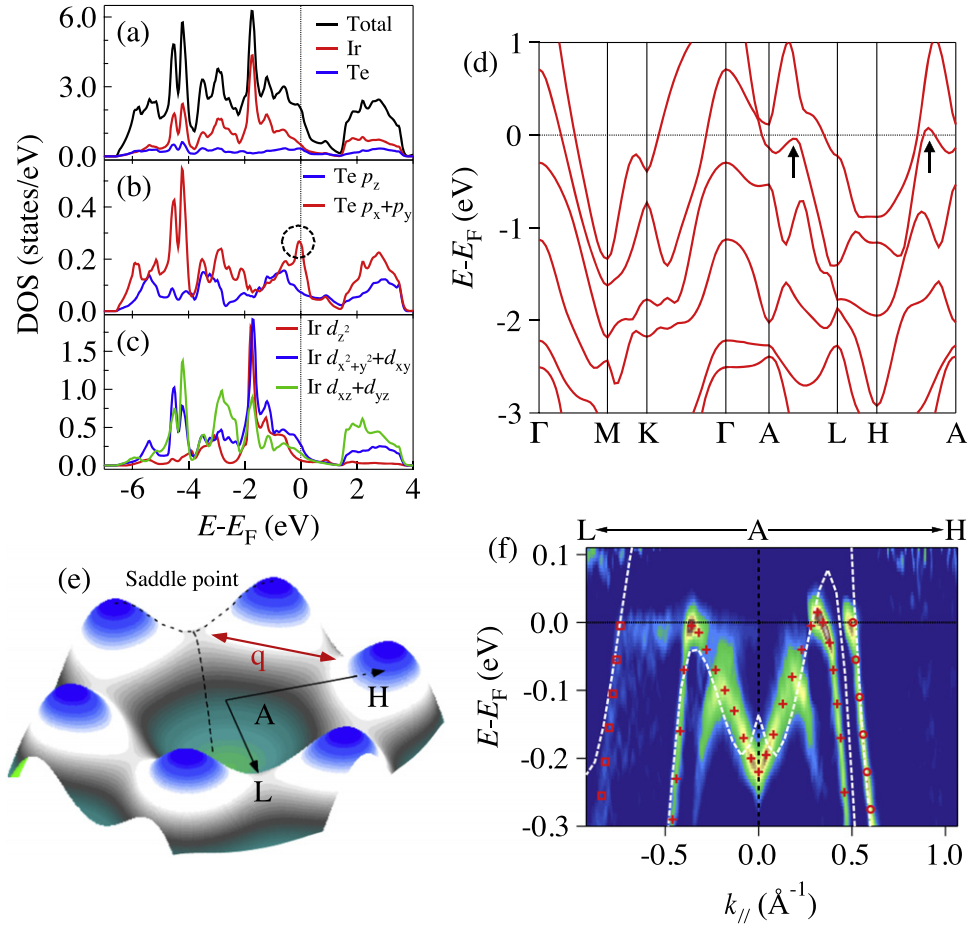 (a)
Total
Ir
Te
6.0
3.0
0.0
(b)
Te p_z
Te p_x+p_y
0.4
0.2
0.0
(c)
Ir d_z²
Ir d_x²+y²+d_xy
Ir d_xz+d_yz
1.5
1.0
0.5
0.0
DOS (states/eV)
-6 -4 -2 0 2 4
E-E_F (eV)
(d)
1
0
-1
-2
-3
E-E_F (eV)
Γ M K Γ A L H A
(e)
Saddle point
q
H
A
L
L A H
(f)
0.1
0.0
-0.1
-0.2
-0.3
E-E_F (eV)
-0.5 0.0 0.5 1.0
k_// (Å⁻¹)